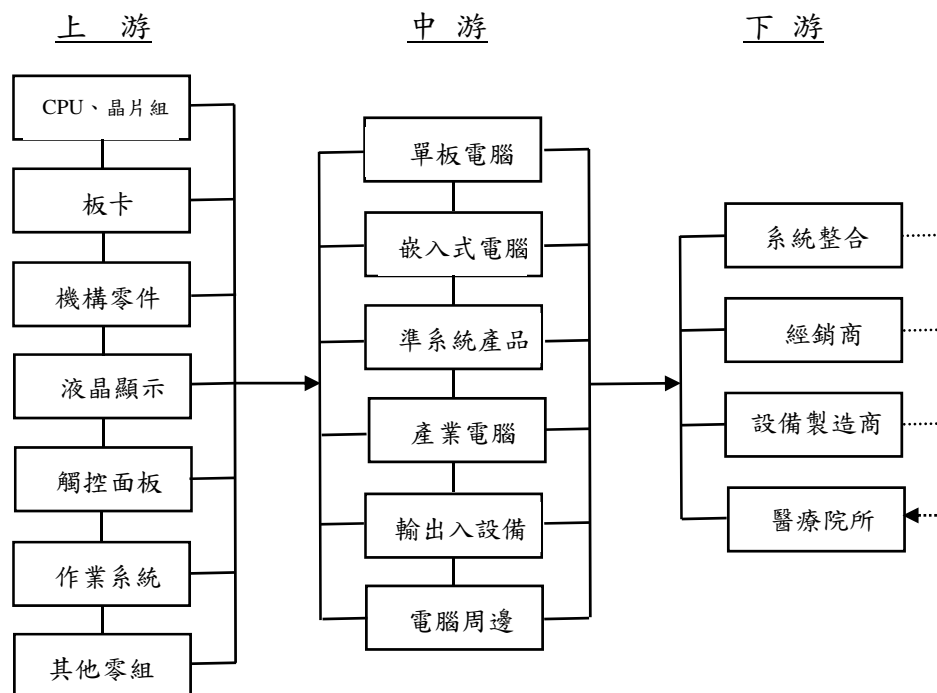 上 游
CPU、晶片組
板卡
機構零件
液晶顯示
觸控面板
作業系統
其他零組
中 游
單板電腦
嵌入式電腦
準系統產品
產業電腦
輸出入設備
電腦周邊
下 游
系統整合
經銷商
設備製造商
醫療院所